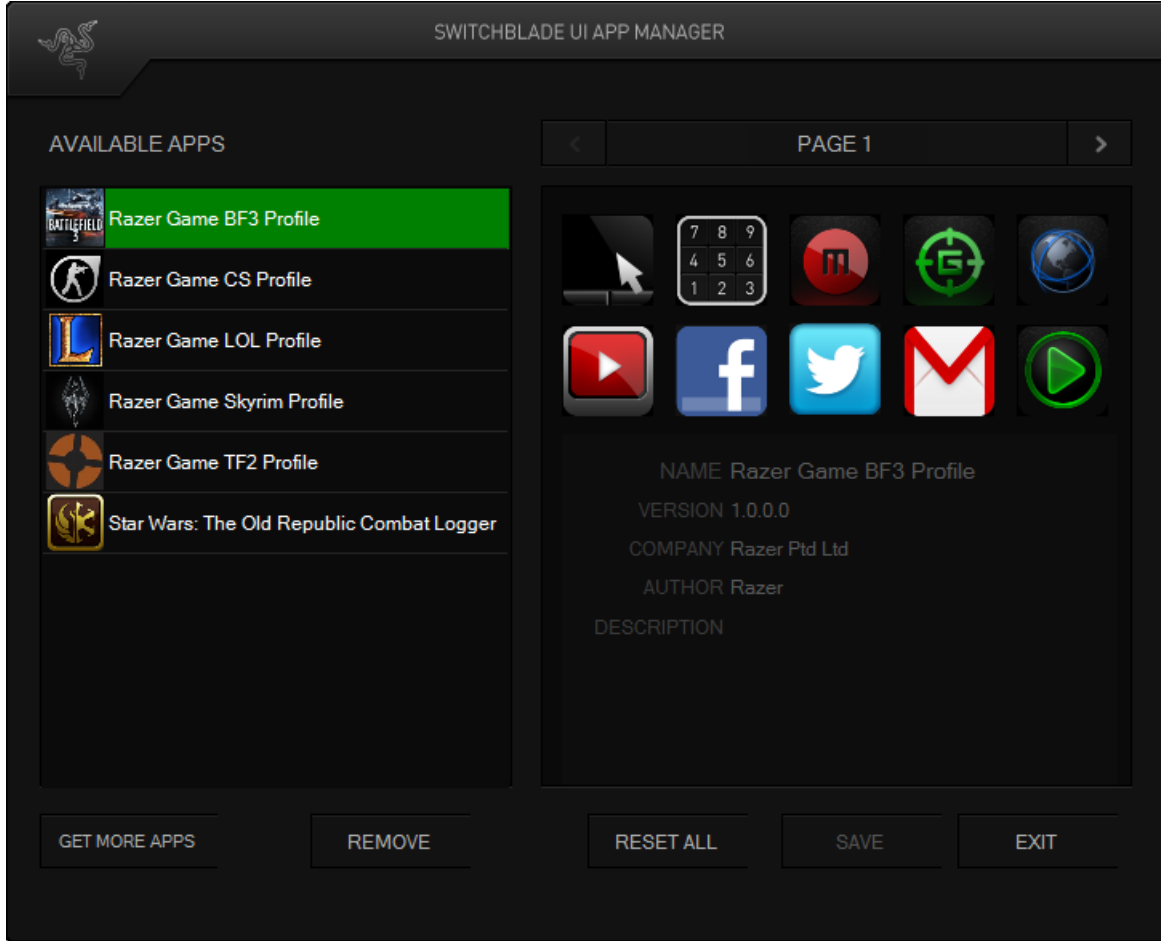 SWITCHBLADE UI APP MANAGER
AVAILABLE APPS
BATTLEFIELD
3
Razer Game BF3 Profile
Razer Game CS Profile
L
Razer Game LOL Profile
Razer Game Skyrim Profile
Razer Game TF2 Profile
Star Wars: The Old Republic Combat Logger
GET MORE APPS
REMOVE
< PAGE 1 >
7 8 9
4 5 6
1 2 3
m
G
f
M
NAME Razer Game BF3 Profile
VERSION 1.0.0.0
COMPANY Razer Ptd Ltd
AUTHOR Razer
DESCRIPTION
RESET ALL
SAVE
EXIT